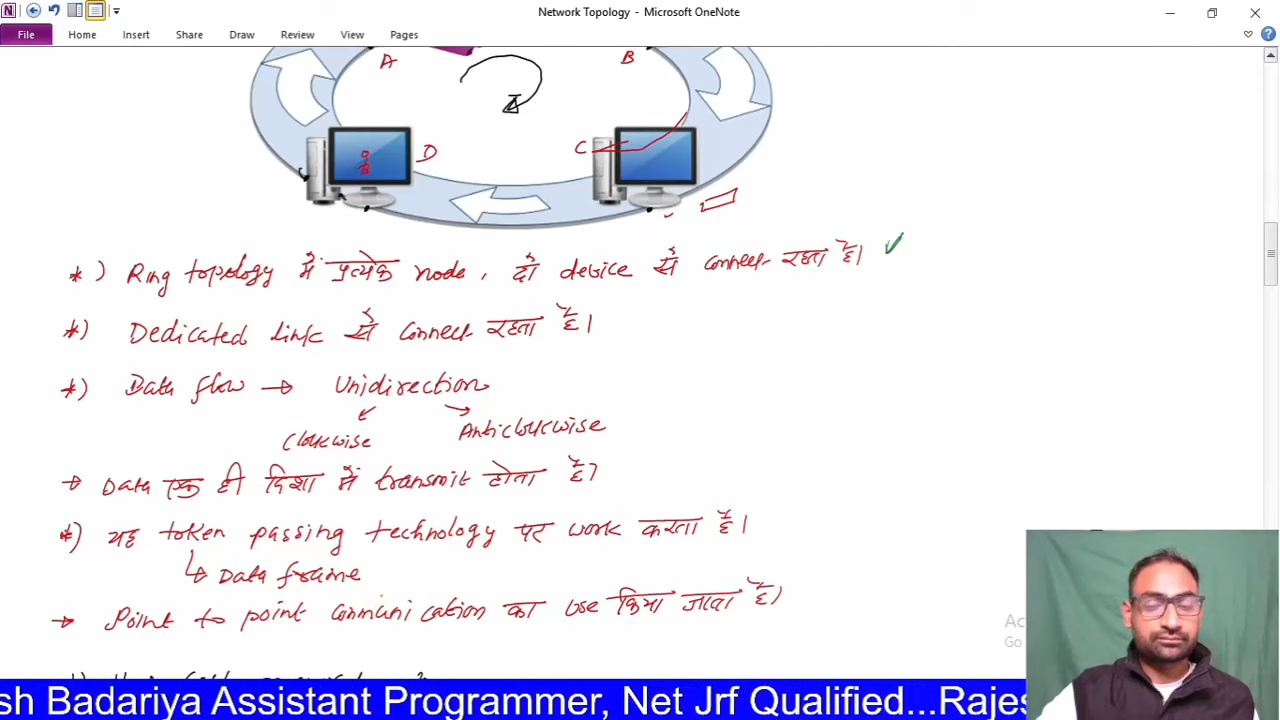 Network Topology - Microsoft OneNote
File Home Insert Share Draw Review View Pages
A B
D C
*) Ring topology में प्रत्येक node, दो device से connect रहता है। ✓
*) Dedicated link से connect रहता है।
*) Data flow → Unidirection
Clockwise Anticlockwise
→ Data एक ही दिशा में transmit होता है।
*) यह token passing technology पर work करता है।
↳ Data frame
→ Point to point communication का use किया जाता है।
Go
sh Badariya Assistant Programmer, Net Jrf Qualified...Rajes